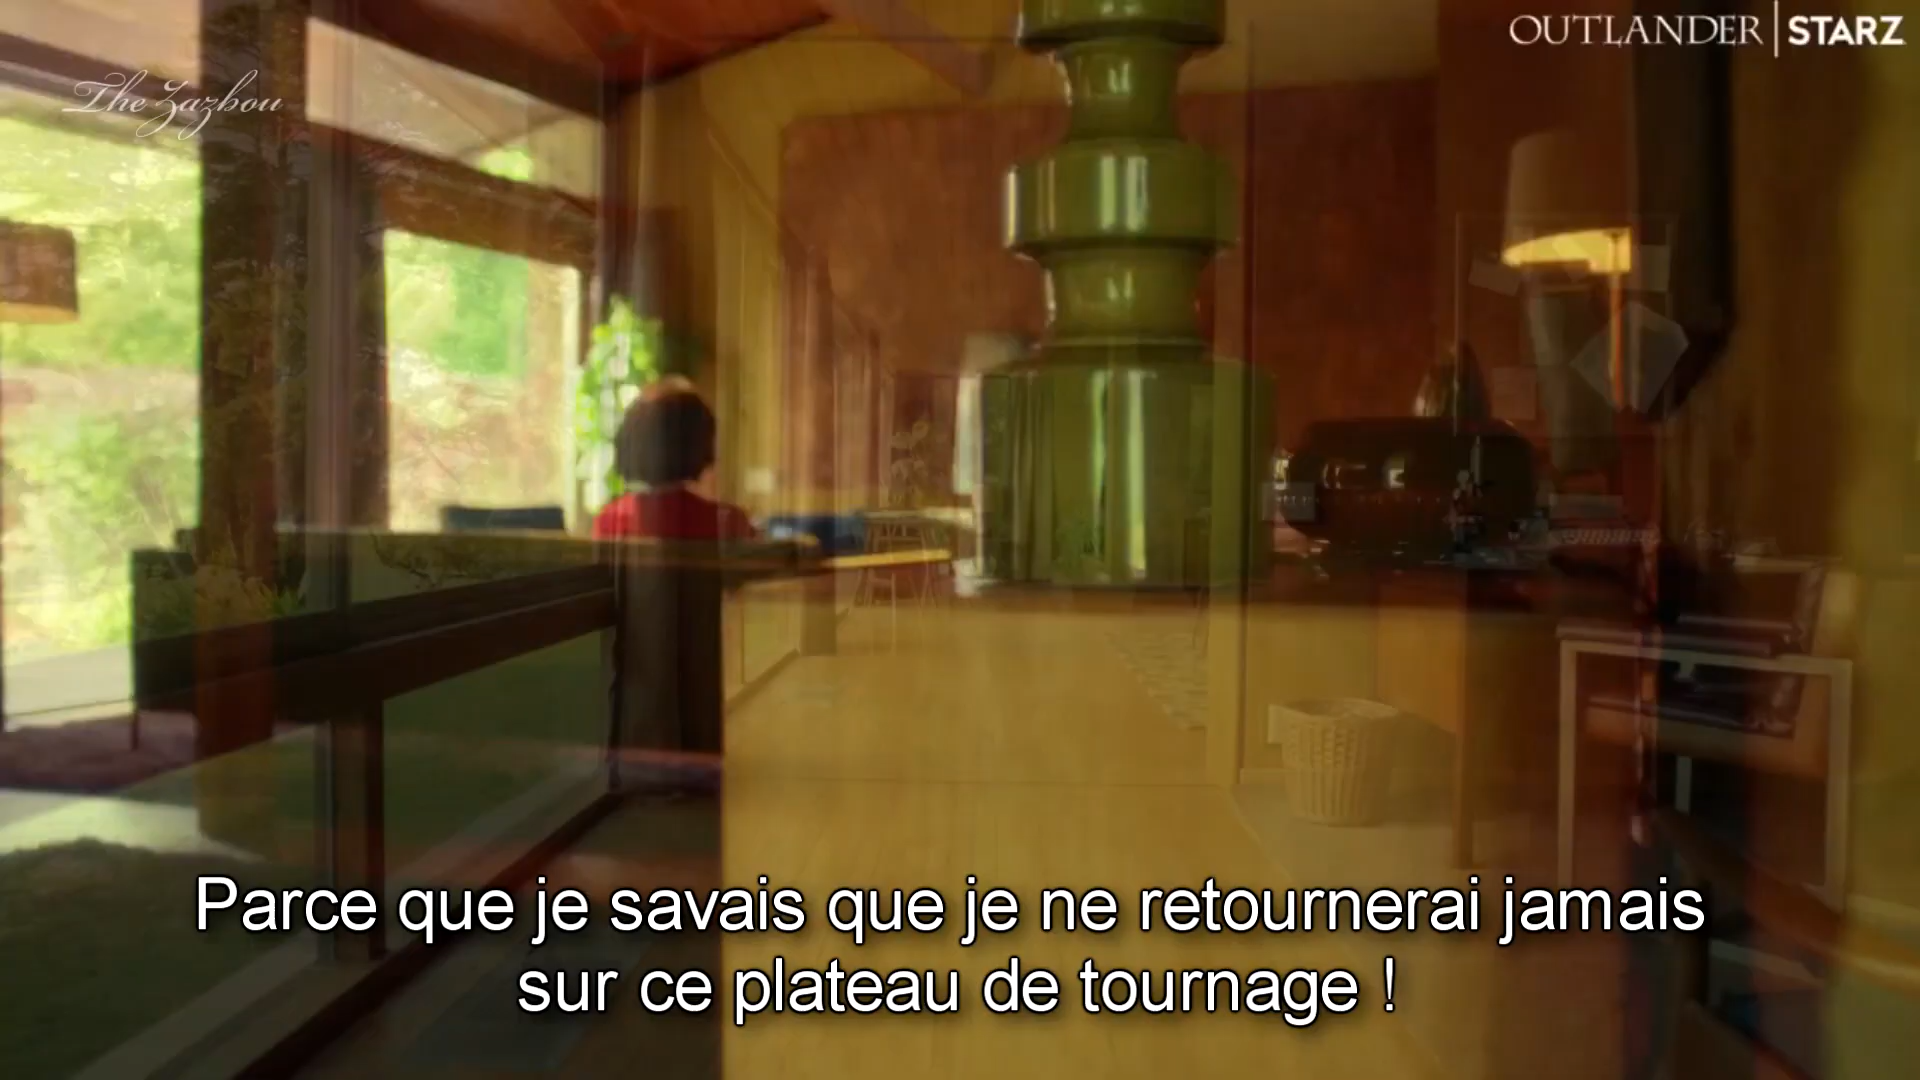 OUTLANDER | STARZ
The Zazbou
Parce que je savais que je ne retournerai jamais
sur ce plateau de tournage !